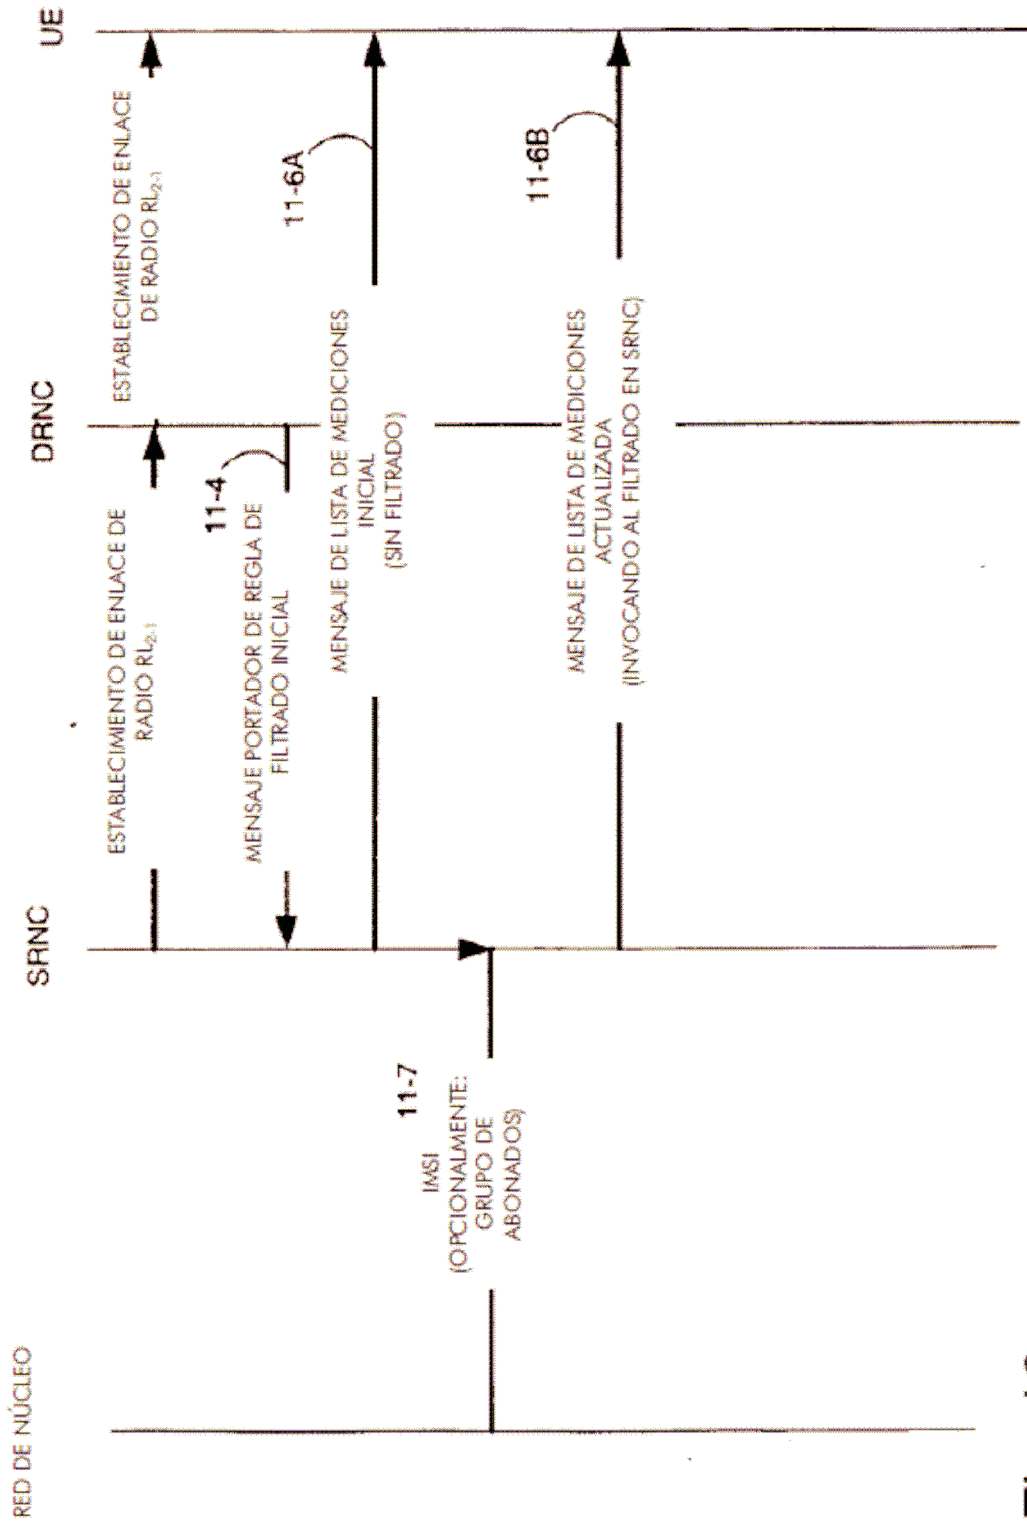 RED DE NÚCLEO
SRNC
DRNC
UE
ESTABLECIMIENTO DE ENLACE DE
RADIO RL2-1
ESTABLECIMIENTO DE ENLACE
DE RADIO RL2-1
11-4
MENSAJE PORTADOR DE REGLA DE
FILTRADO INICIAL
11-6A
MENSAJE DE LISTA DE MEDICIONES
INICIAL
(SIN FILTRADO)
11-7
IMSI
(OPCIONALMENTE:
GRUPO DE
ABONADOS)
11-6B
MENSAJE DE LISTA DE MEDICIONES
ACTUALIZADA
(INVOCANDO AL FILTRADO EN SRNC)